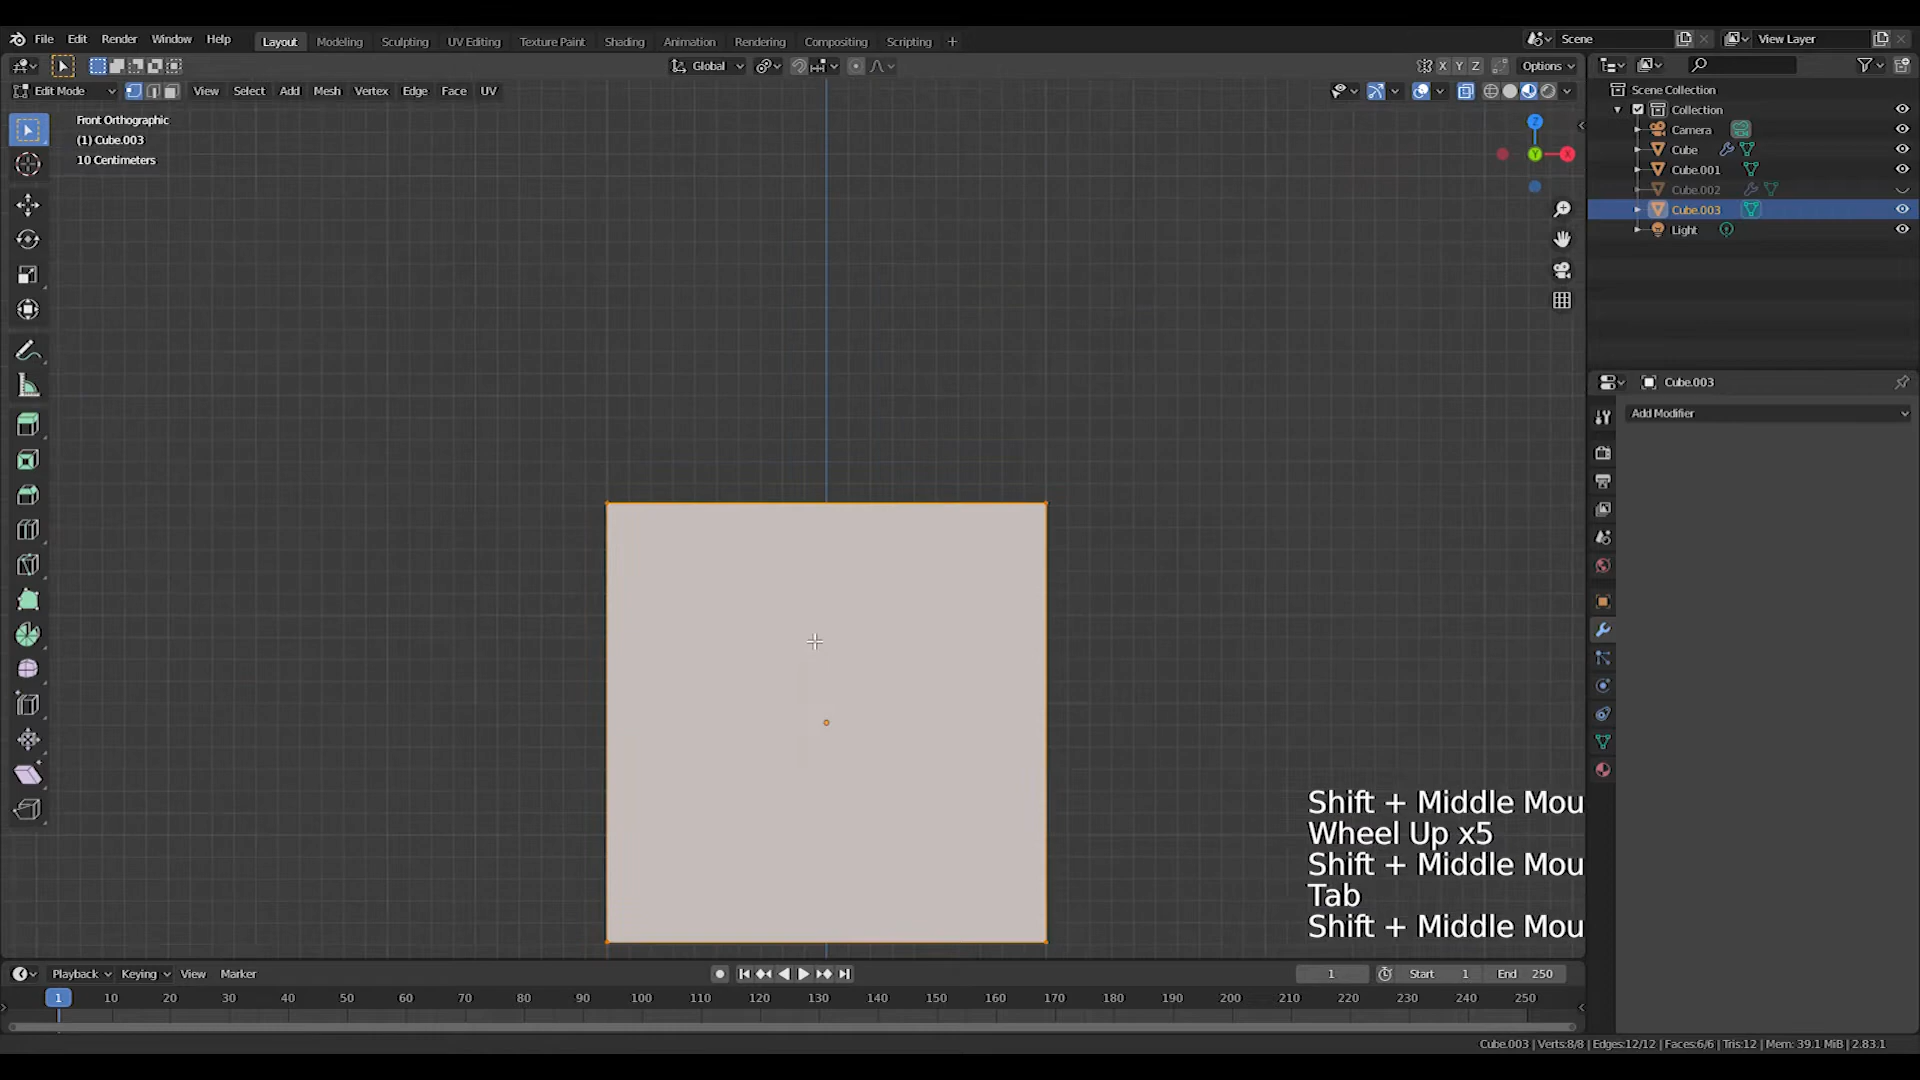 File Edit Render Window Help Layout Modeling Sculpting UV Editing Texture Paint Shading Animation Rendering Compositing Scripting + Scene View Layer
Global X Y Z Options
Edit Mode View Select Add Mesh Vertex Edge Face UV
Front Orthographic
(1) Cube.003
10 Centimeters
Z
Scene Collection
Collection
Camera
Cube
Cube.001
Cube.002
Cube.003
Light
Cube.003
Add Modifier
Shift + Middle Mou
Wheel Up x5
Shift + Middle Mou
Tab
Shift + Middle Mou
Playback Keying View Marker 1 Start 1 End 250
1 10 20 30 40 50 60 70 80 90 100 110 120 130 140 150 160 170 180 190 200 210 220 230 240 250
Cube.003 | Verts:8/8 | Edges:12/12 | Faces:6/6 | Tris:12 | Mem: 39.1 MiB | 2.83.1